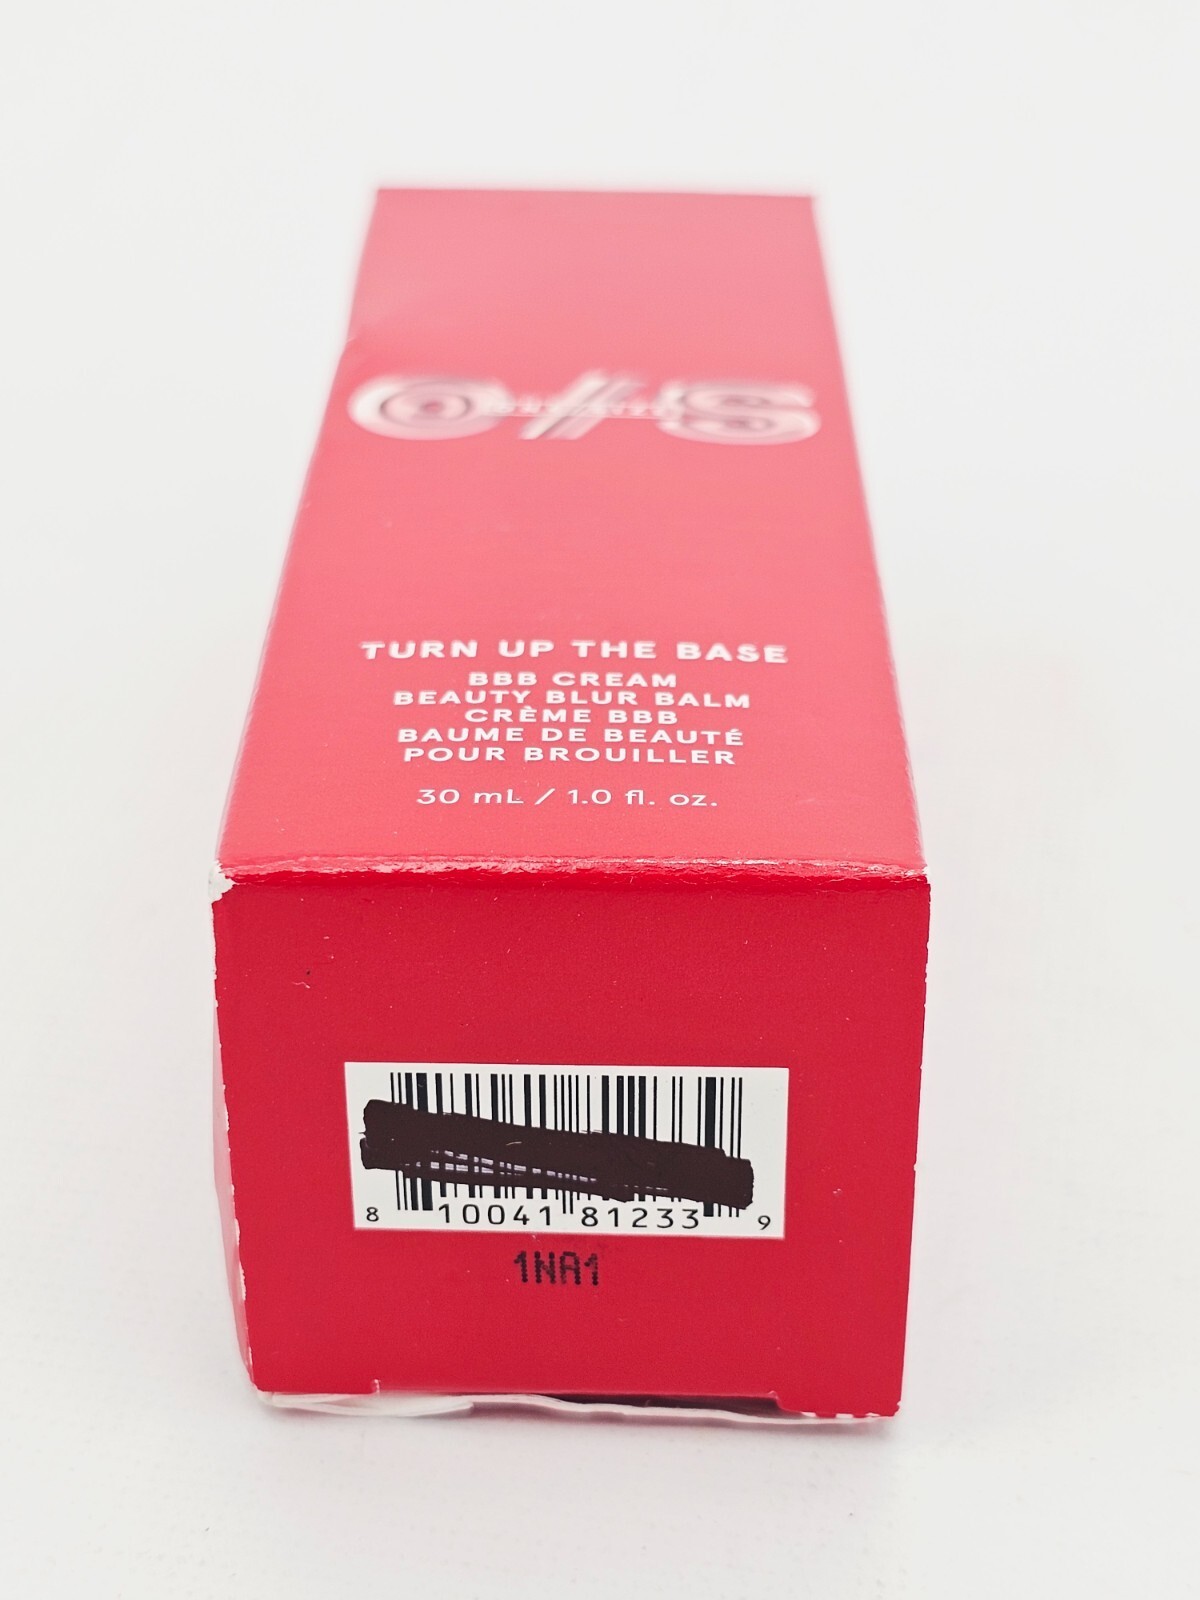 O/S
TURN UP THE BASE
BBB CREAM
BEAUTY BLUR BALM
CRÈME BBB
BAUME DE BEAUTÉ
POUR BROUILLER
30 mL / 1.0 fl. oz.
8 10041 81233 9
1NA1